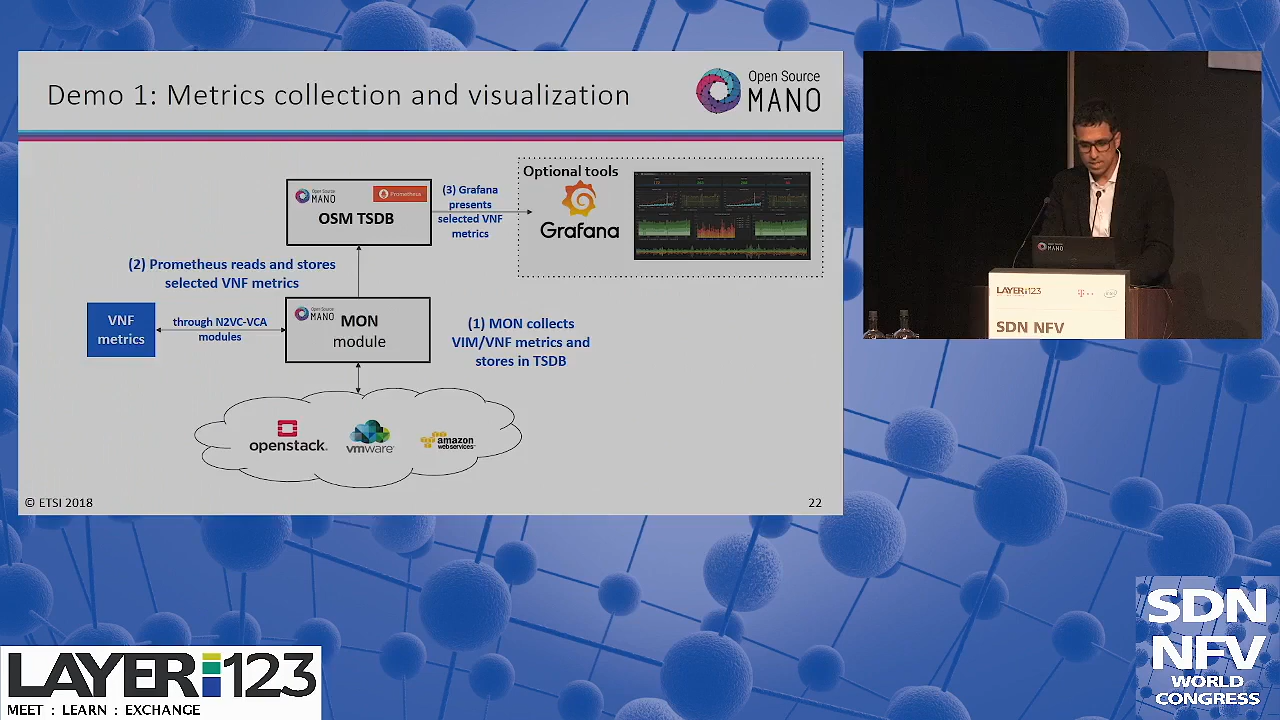 Demo 1: Metrics collection and visualization
Open Source
MANO
Optional tools
Open Source
MANO
Prometheus
OSM TSDB
(3) Grafana
presents
selected VNF
metrics
Grafana
(2) Prometheus reads and stores
selected VNF metrics
VNF
metrics
through N2VC-VCA
modules
Open Source
MANO
MON
module
(1) MON collects
VIM/VNF metrics and
stores in TSDB
openstack.
vmware
amazon
webservices
© ETSI 2018
22
MANO
LAYER123
SDN NFV
LAYER123
MEET : LEARN : EXCHANGE
SDN
NFV
WORLD
CONGRESS